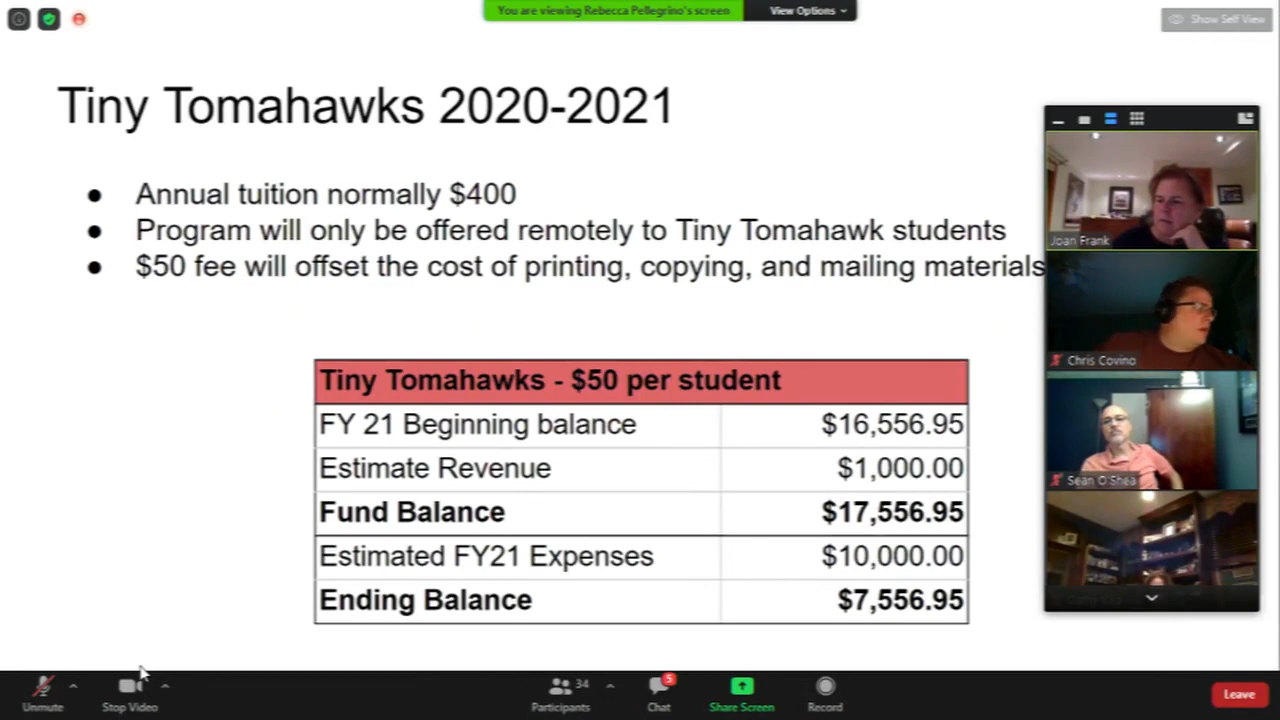 You are viewing Rebecca Pellegrino's screen
View Options
Show Self View
Tiny Tomahawks 2020-2021
● Annual tuition normally $400
● Program will only be offered remotely to Tiny Tomahawk students
● $50 fee will offset the cost of printing, copying, and mailing materials
Joan Frank
Chris Covino
Sean O'Shea
Tiny Tomahawks - $50 per student
FY 21 Beginning balance $16,556.95
Estimate Revenue $1,000.00
Fund Balance $17,556.95
Estimated FY21 Expenses $10,000.00
Ending Balance $7,556.95
Unmute
Stop Video
34
Participants
5
Chat
Share Screen
Record
Leave